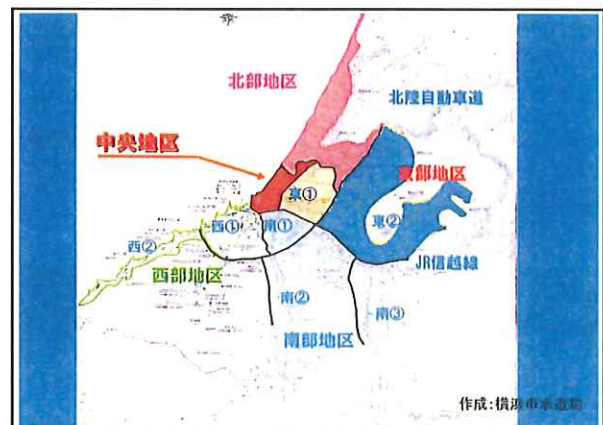 北部地区
北陸自動車道
中央地区
東部地区
東①
西①
南①
東②
西②
西部地区
JR信越線
南②
南③
南部地区
作成:横浜市水道局